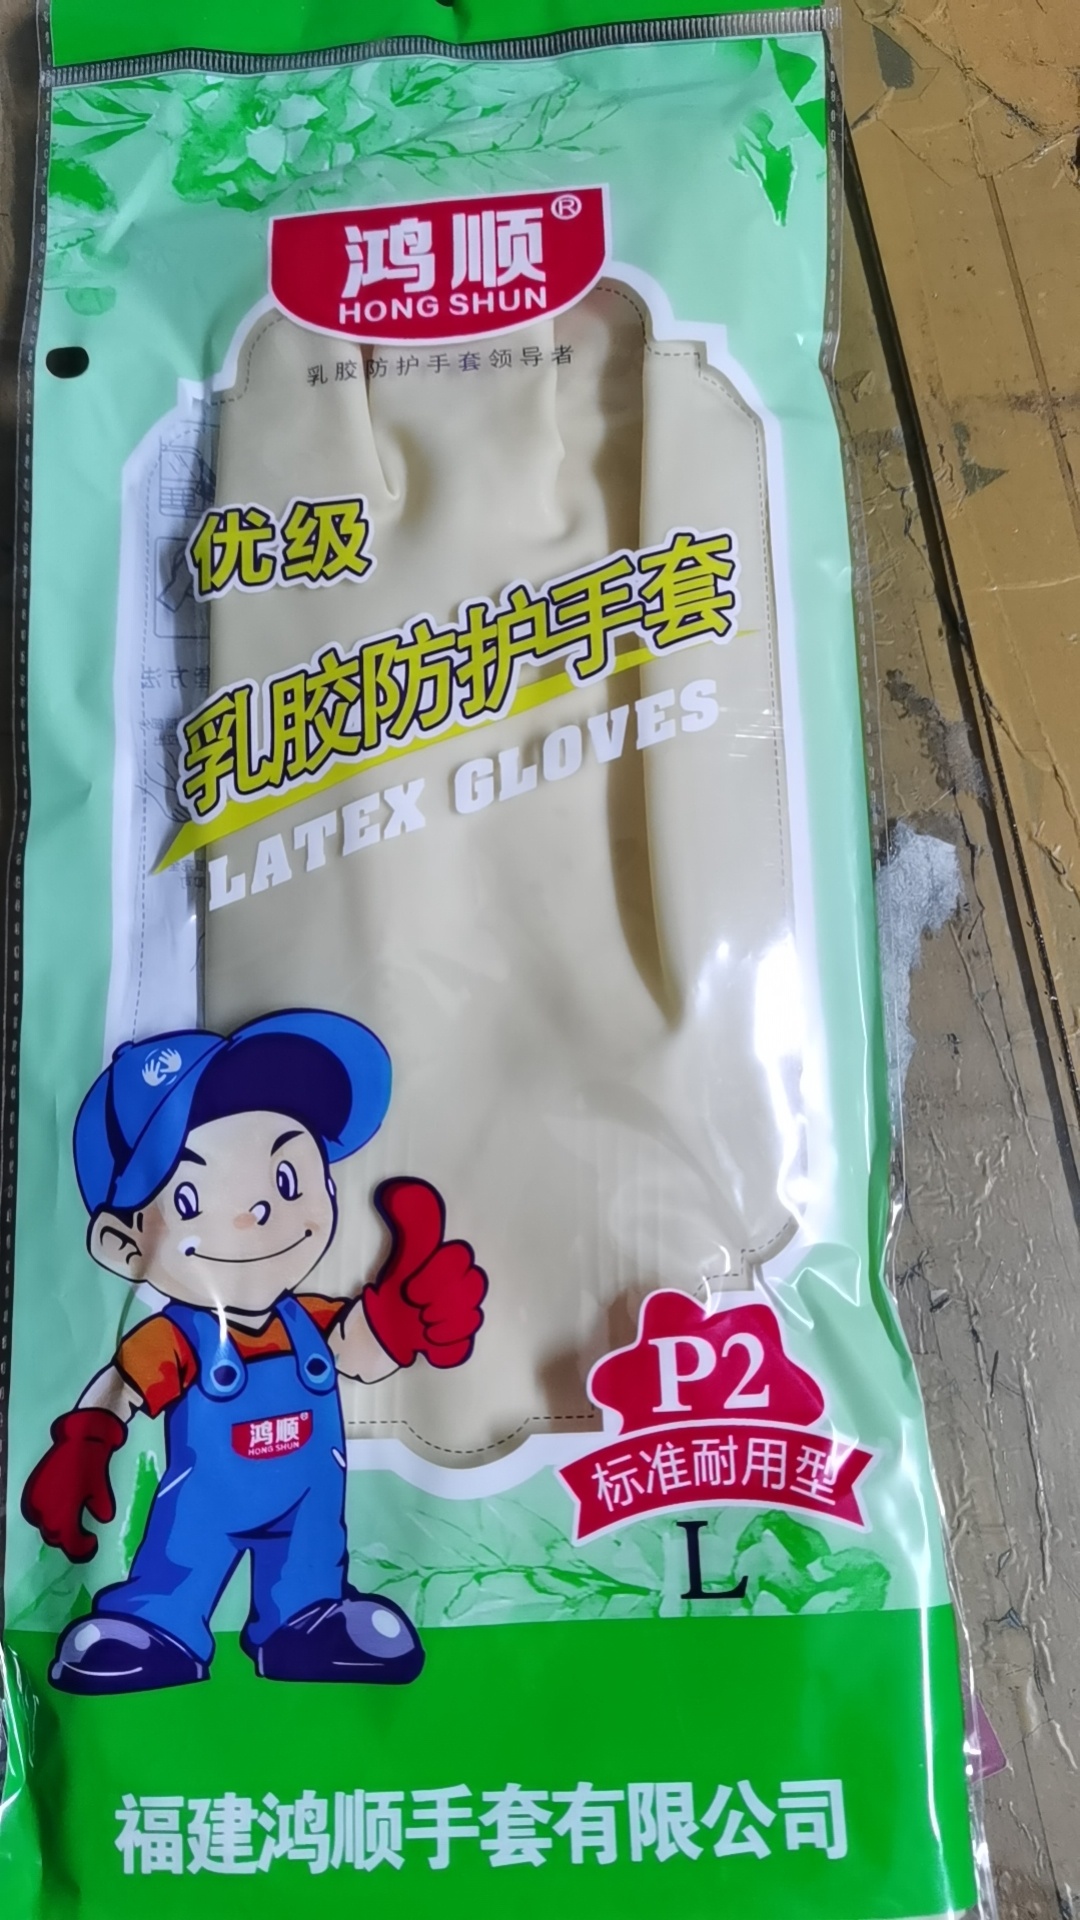 鸿顺®
HONG SHUN
乳胶防护手套领导者
优级
乳胶防护手套
LATEX GLOVES
鸿顺®
HONG SHUN
P2
标准耐用型
L
福建鸿顺手套有限公司